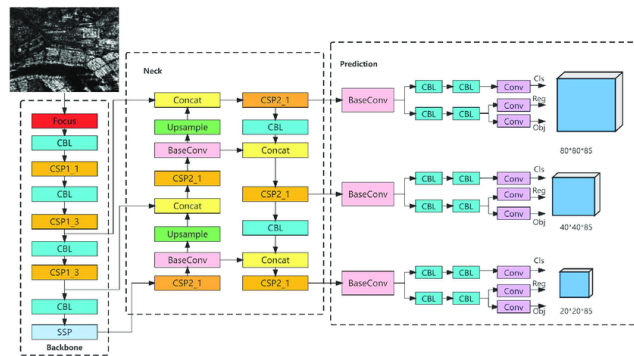 Neck
Prediction
Focus
CBL
CSP1_1
CBL
CSP1_3
CBL
CSP1_3
CBL
SSP
Backbone
Concat
Upsample
BaseConv
CSP2_1
Concat
Upsample
BaseConv
CSP2_1
CSP2_1
CBL
Concat
CSP2_1
CBL
Concat
CSP2_1
BaseConv
CBL
CBL
Conv
Cls
CBL
CBL
Conv
Reg
Conv
Obj
80*80*85
BaseConv
CBL
CBL
Conv
Cls
CBL
CBL
Conv
Reg
Conv
Obj
40*40*85
BaseConv
CBL
CBL
Conv
Cls
CBL
CBL
Conv
Reg
Conv
Obj
20*20*85